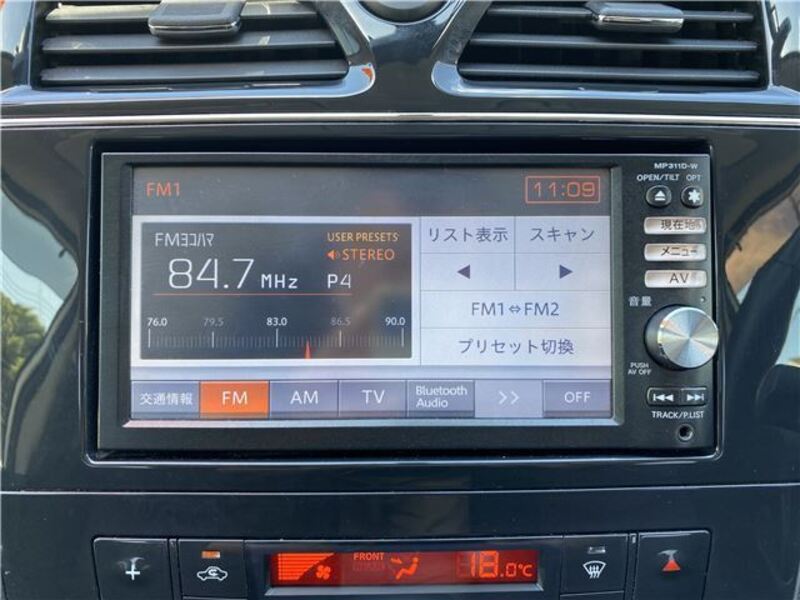 MP311D-W
OPEN/TILT OPT
FM1
11:09
現在地
FMヨコハマ
USER PRESETS
STEREO
リスト表示
スキャン
メニュー
84.7 MHz P4
AV
音量
FM1⇔FM2
76.0 79.5 83.0 86.5 90.0
プリセット切換
PUSH
AV OFF
交通情報
FM
AM
TV
Bluetooth
Audio
>>
OFF
TRACK/P.LIST
FRONT
18.0℃